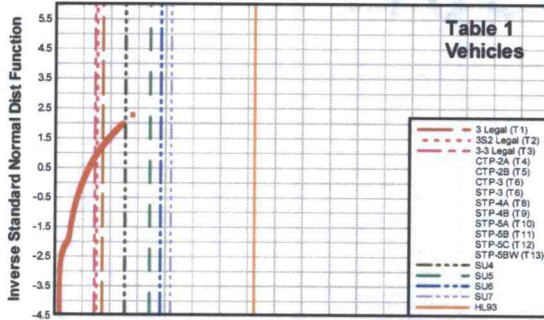 Table 1
Vehicles
Inverse Standard Normal Dist Function
5.5
4.5
3.5
2.5
1.5
0.5
-0.5
-1.5
-2.5
-3.5
-4.5
3 Legal (T1)
3S2 Legal (T2)
3-3 Legal (T3)
CTP-2A (T4)
CTP-2B (T5)
CTP-3 (T6)
STP-3 (T6)
STP-4A (T8)
STP-4B (T9)
STP-5A (T10)
STP-5B (T11)
STP-5C (T12)
STP-5BW (T13)
SU4
SU5
SU6
SU7
HL93